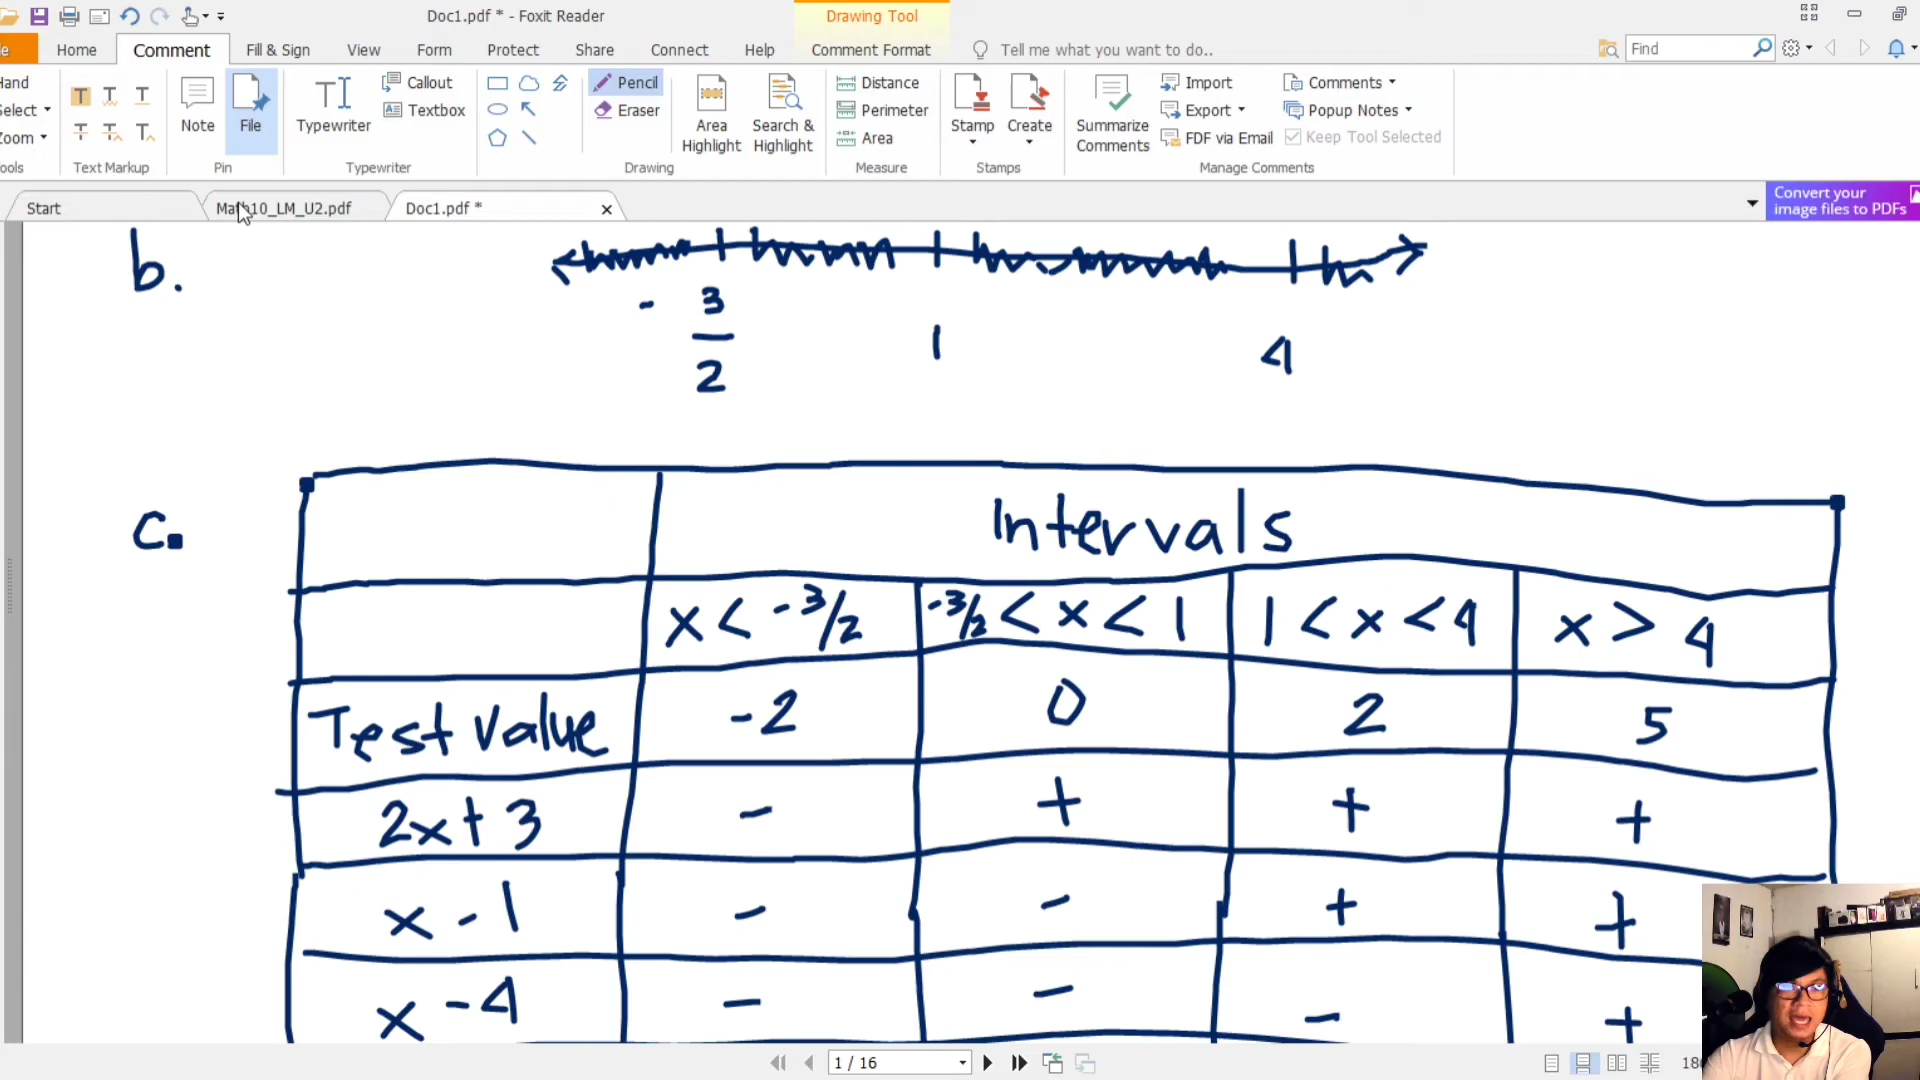 Doc1.pdf * - Foxit Reader
Drawing Tool
Home Comment Fill & Sign View Form Protect Share Connect Help Comment Format Tell me what you want to do.. Find
Select
Note
File
Typewriter
Callout
Textbox
Pencil
Eraser
Area
Highlight
Search &
Highlight
Distance
Perimeter
Area
Stamp
Create
Summarize
Comments
Import
Export
FDF via Email
Comments
Popup Notes
Keep Tool Selected
Text Markup Pin Typewriter Drawing Measure Stamps Manage Comments
Start Math10_LM_U2.pdf Doc1.pdf *
Convert your
image files to PDFs
b.
- 3/2 1 4
c.
Intervals
x < -3/2 -3/2 < x < 1 1 < x < 4 x > 4
Test Value -2 0 2 5
2x + 3 - + + +
x - 1 - - + +
x - 4 - - - +
1 / 16